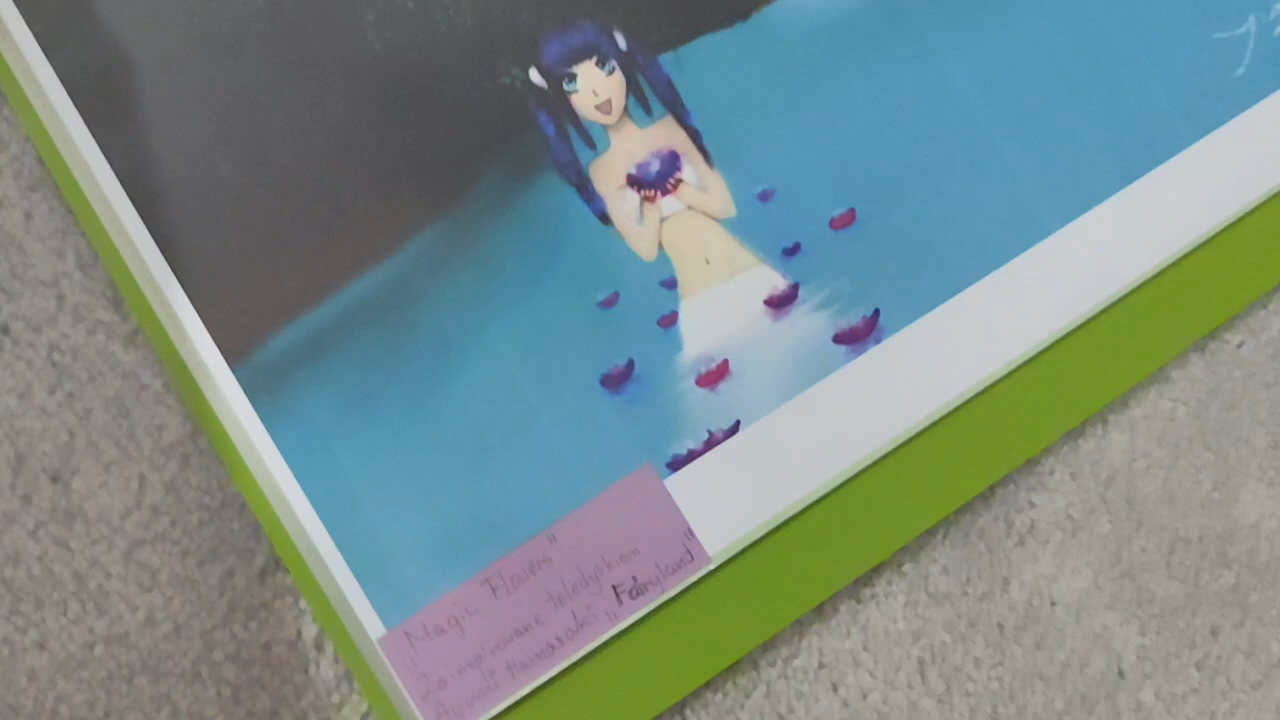 "Magic Flowers"
Zainspirowane teledyskiem
Ayumi Hamasaki "Fairyland"